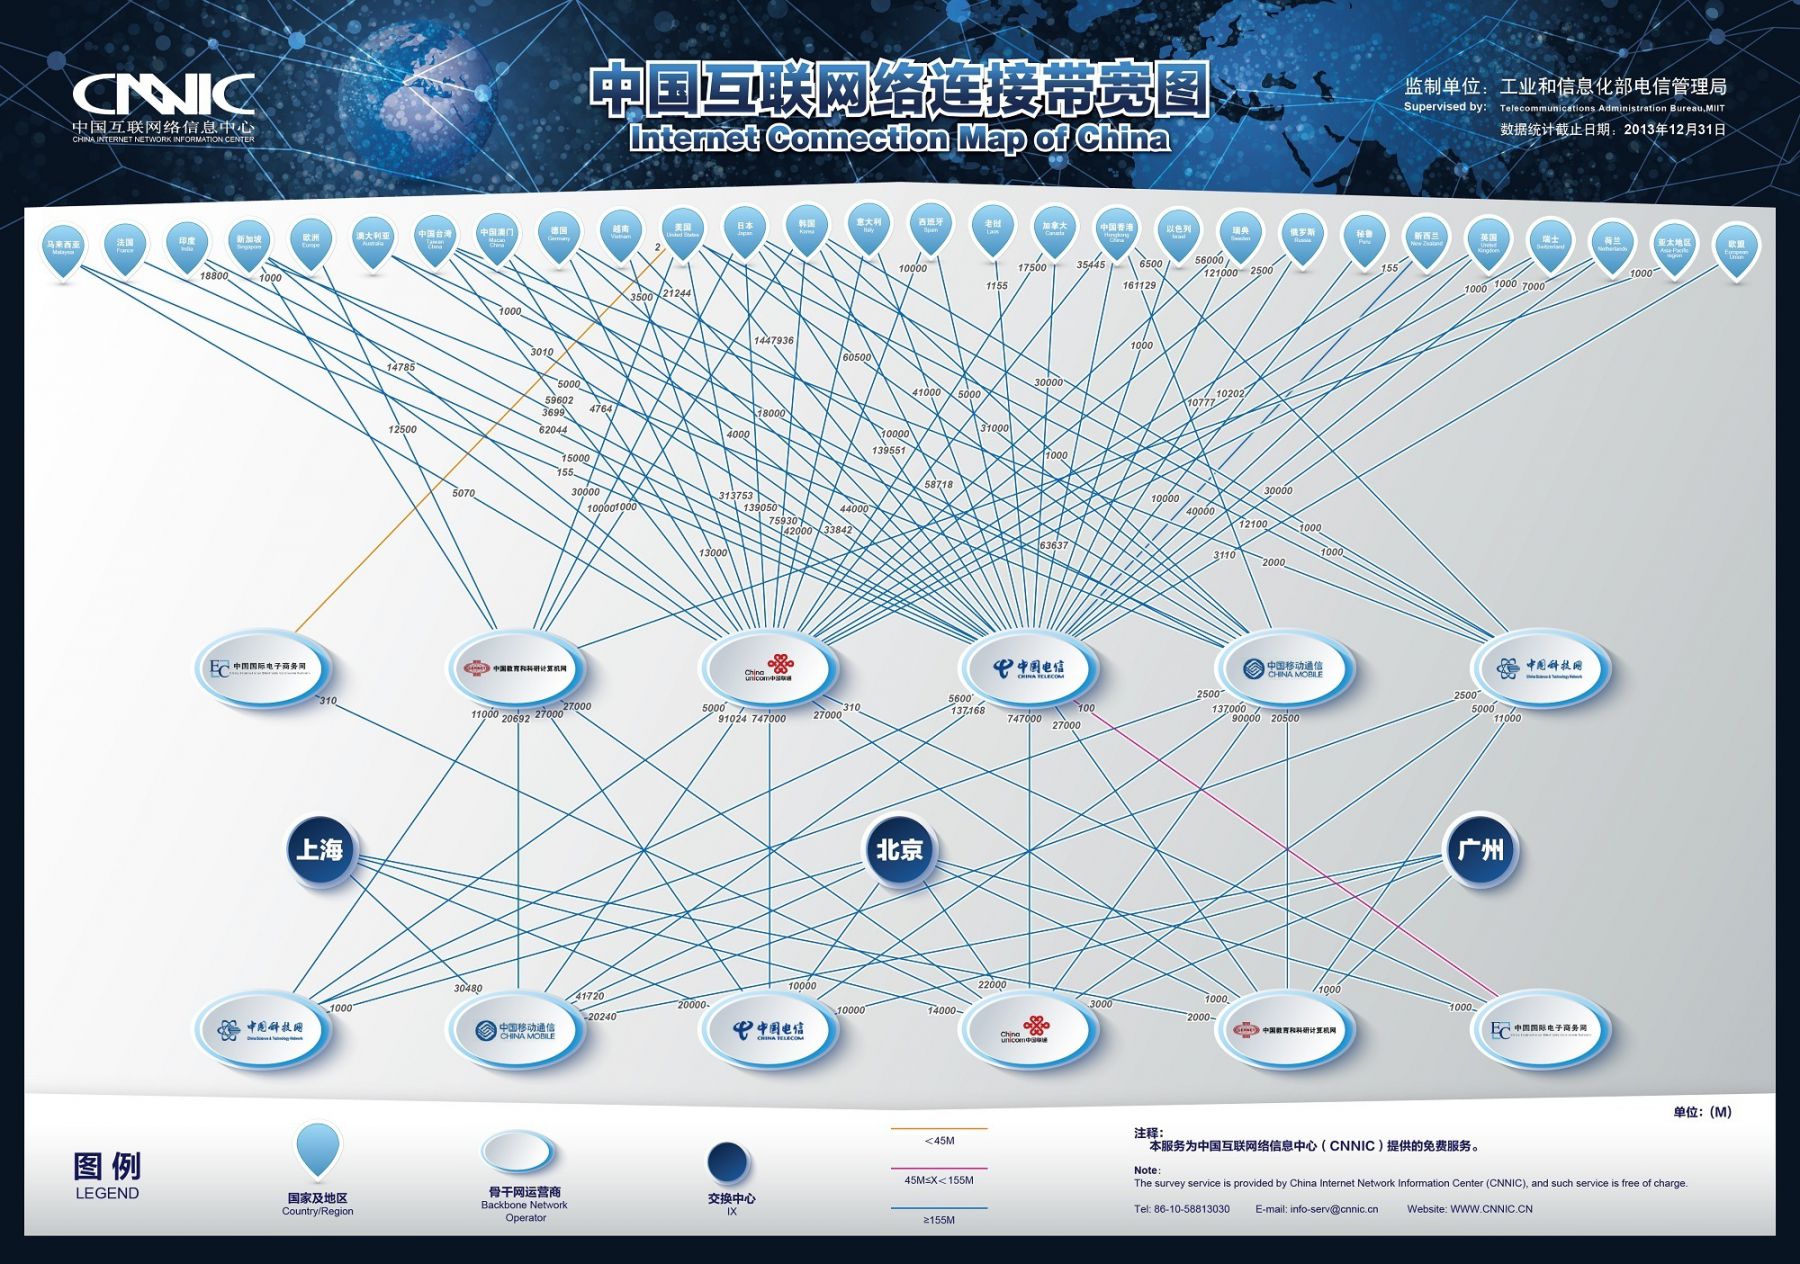 CNNIC
中国互联网络信息中心
CHINA INTERNET NETWORK INFORMATION CENTER
中国互联网络连接带宽图
Internet Connection Map of China
监制单位：工业和信息化部电信管理局
Supervised by: Telecommunications Administration Bureau,MIIT
数据统计截止日期：2013年12月31日
马来西亚
Malaysia
法国
France
印度
India
新加坡
Singapore
欧洲
Europe
澳大利亚
Australia
中国台湾
Taiwan
China
中国澳门
Macao
China
德国
Germany
越南
Vietnam
美国
United States
日本
Japan
韩国
Korea
意大利
Italy
西班牙
Spain
老挝
Laos
加拿大
Canada
中国香港
Hongkong
China
以色列
Israel
瑞典
Sweden
俄罗斯
Russia
秘鲁
Peru
新西兰
New Zealand
英国
United
Kingdom
瑞士
Switzerland
荷兰
Netherlands
亚太地区
Asia-Pacific
region
欧盟
European
Union
2
18800
1000
3500
21244
10000
1155
17500
35445
6500
161129
56000
121000
2500
155
1000
1000
7000
1000
1000
3010
1447936
60500
1000
14785
5000
59602
3699
4764
62044
12500
18000
4000
41000
5000
30000
10777
10202
10000
139551
31000
1000
15000
155
5070
30000
10000
1000
313753
139050
75930
42000
33842
44000
58718
10000
40000
30000
12100
1000
13000
63637
3110
2000
1000
EC 中国国际电子商务网
中国教育和科研计算机网
China
unicom中国联通
中国电信
CHINA TELECOM
中国移动通信
CHINA MOBILE
中国科技网
China Science & Technology Network
310
11000
20692
27000
27000
5000
91024
747000
27000
310
5600
137168
747000
100
27000
2500
137000
90000
20500
2500
5000
11000
上海
北京
广州
1000
30480
41720
20240
20000
10000
10000
14000
22000
3000
1000
2000
1000
1000
中国科技网
China Science & Technology Network
中国移动通信
CHINA MOBILE
中国电信
CHINA TELECOM
China
unicom中国联通
中国教育和科研计算机网
EC 中国国际电子商务网
单位：(M)
图例
LEGEND
国家及地区
Country/Region
骨干网运营商
Backbone Network
Operator
交换中心
IX
＜45M
45M≤X＜155M
≥155M
注释：
本服务为中国互联网络信息中心（CNNIC）提供的免费服务。
Note:
The survey service is provided by China Internet Network Information Center (CNNIC), and such service is free of charge.
Tel: 86-10-58813030 E-mail: info-serv@cnnic.cn Website: WWW.CNNIC.CN